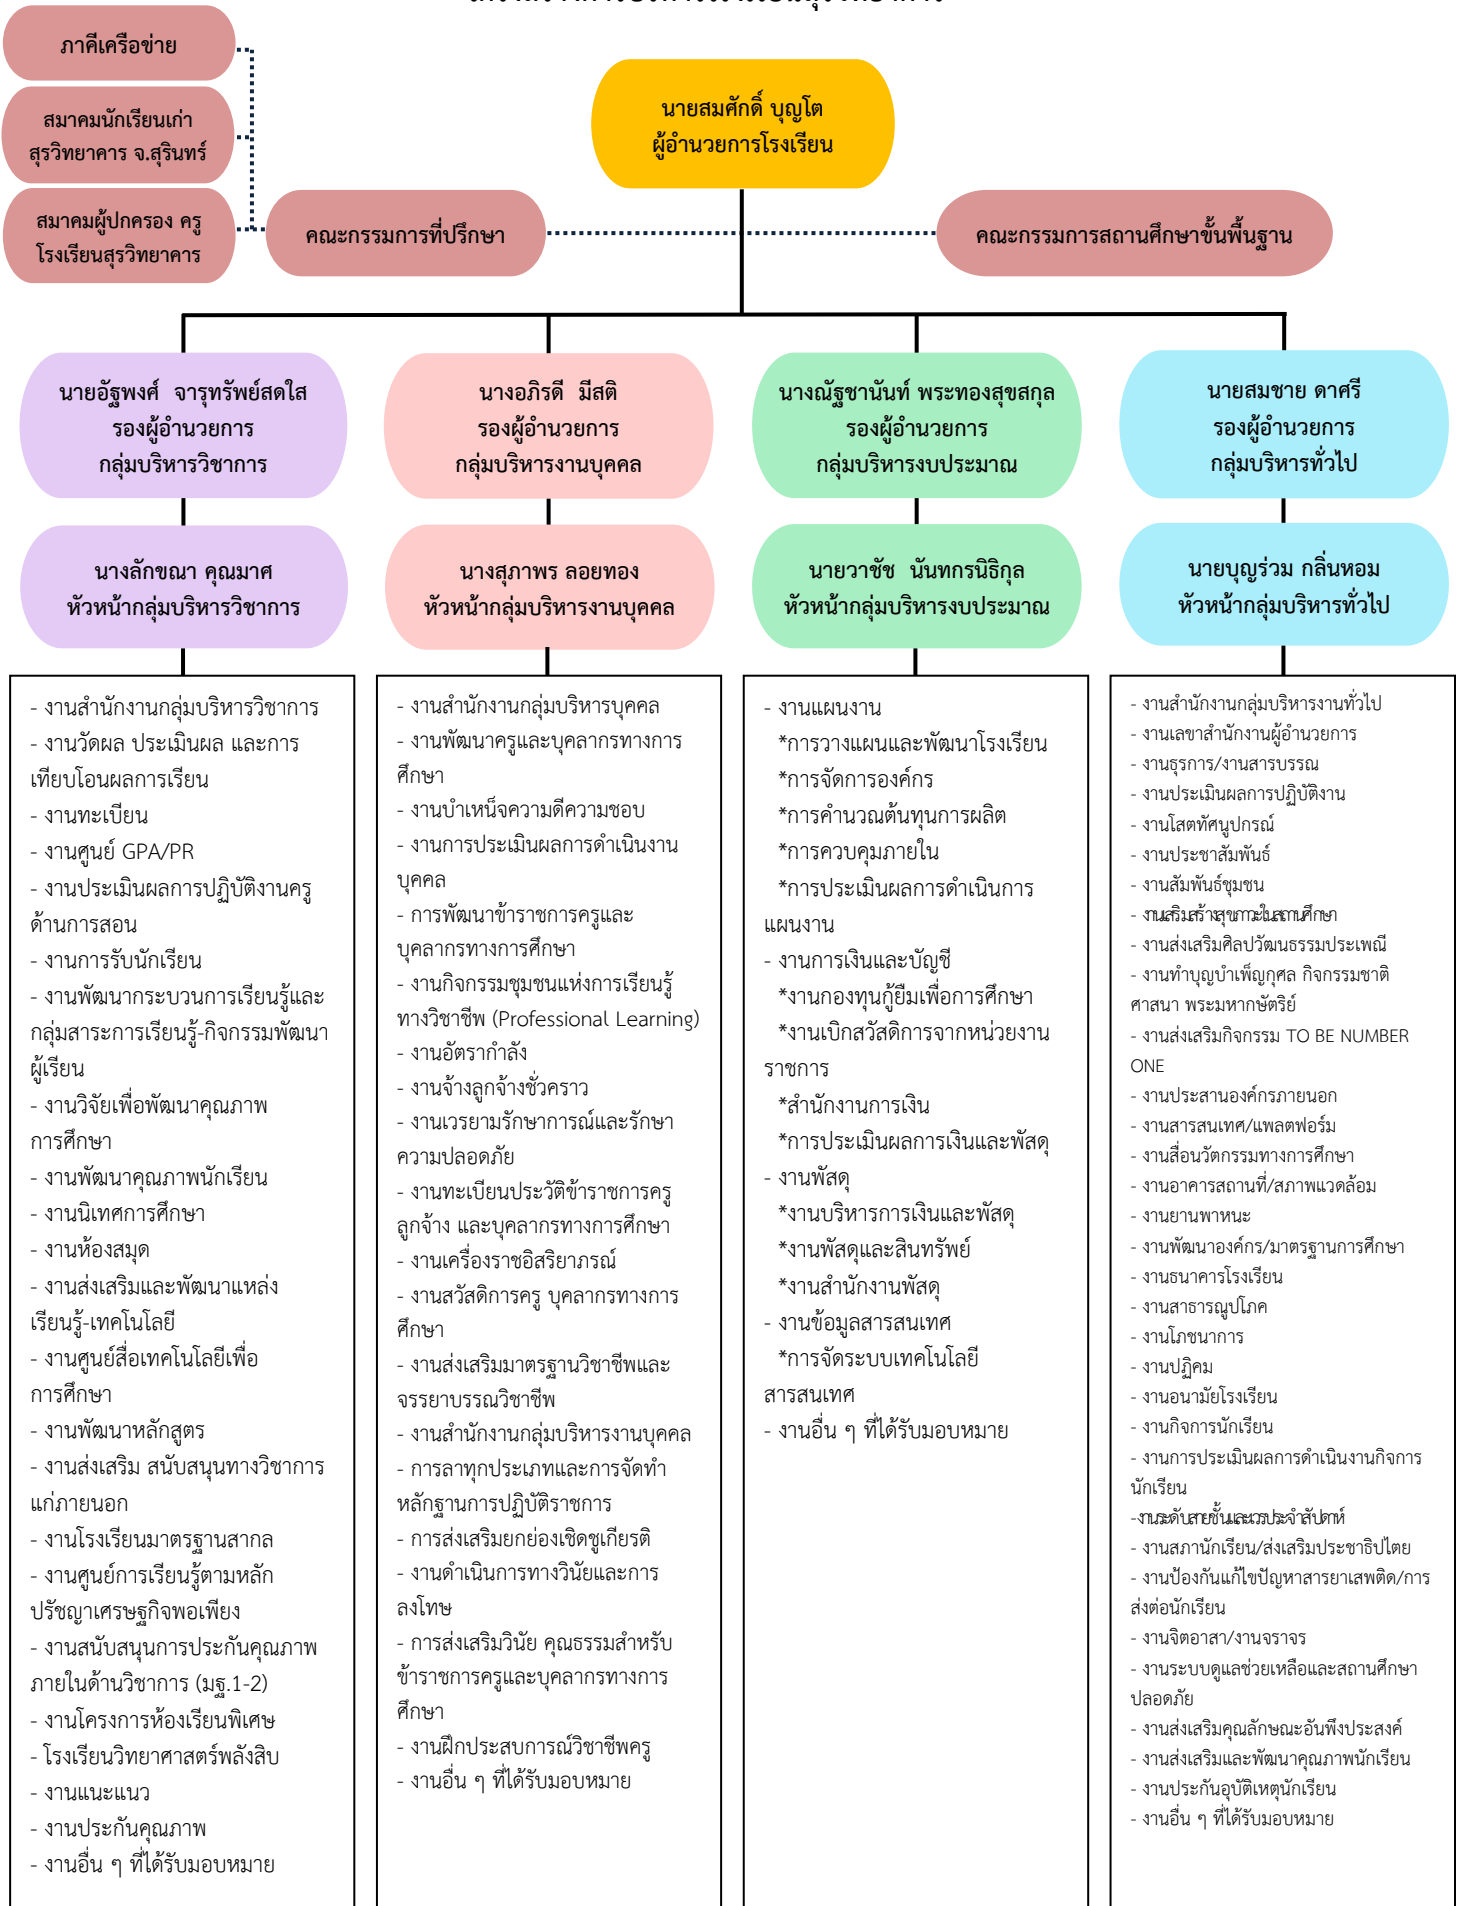 ภาคีเครือข่าย
สมาคมนักเรียนเก่า
สุรวิทยาคาร จ.สุรินทร์
สมาคมผู้ปกครอง ครู
โรงเรียนสุรวิทยาคาร
นายสมศักดิ์ บุญโต
ผู้อำนวยการโรงเรียน
คณะกรรมการที่ปรึกษา
คณะกรรมการสถานศึกษาขั้นพื้นฐาน
นายอัฐพงศ์ จารุทรัพย์สดใส
รองผู้อำนวยการ
กลุ่มบริหารวิชาการ
นางอภิรดี มีสติ
รองผู้อำนวยการ
กลุ่มบริหารงานบุคคล
นางณัฐชานันท์ พระทองสุขสกุล
รองผู้อำนวยการ
กลุ่มบริหารงบประมาณ
นายสมชาย ดาศรี
รองผู้อำนวยการ
กลุ่มบริหารทั่วไป
นางลักขณา คุณมาศ
หัวหน้ากลุ่มบริหารวิชาการ
นางสุภาพร ลอยทอง
หัวหน้ากลุ่มบริหารงานบุคคล
นายวาชัช นันทกรนิธิกุล
หัวหน้ากลุ่มบริหารงบประมาณ
นายบุญร่วม กลิ่นหอม
หัวหน้ากลุ่มบริหารทั่วไป
- งานสำนักงานกลุ่มบริหารวิชาการ
- งานวัดผล ประเมินผล และการ
เทียบโอนผลการเรียน
- งานทะเบียน
- งานศูนย์ GPA/PR
- งานประเมินผลการปฏิบัติงานครู
ด้านการสอน
- งานการรับนักเรียน
- งานพัฒนากระบวนการเรียนรู้และ
กลุ่มสาระการเรียนรู้-กิจกรรมพัฒนา
ผู้เรียน
- งานวิจัยเพื่อพัฒนาคุณภาพ
การศึกษา
- งานพัฒนาคุณภาพนักเรียน
- งานนิเทศการศึกษา
- งานห้องสมุด
- งานส่งเสริมและพัฒนาแหล่ง
เรียนรู้-เทคโนโลยี
- งานศูนย์สื่อเทคโนโลยีเพื่อ
การศึกษา
- งานพัฒนาหลักสูตร
- งานส่งเสริม สนับสนุนทางวิชาการ
แก่ภายนอก
- งานโรงเรียนมาตรฐานสากล
- งานศูนย์การเรียนรู้ตามหลัก
ปรัชญาเศรษฐกิจพอเพียง
- งานสนับสนุนการประกันคุณภาพ
ภายในด้านวิชาการ (มฐ.1-2)
- งานโครงการห้องเรียนพิเศษ
- โรงเรียนวิทยาศาสตร์พลังสิบ
- งานแนะแนว
- งานประกันคุณภาพ
- งานอื่น ๆ ที่ได้รับมอบหมาย
- งานสำนักงานกลุ่มบริหารบุคคล
- งานพัฒนาครูและบุคลากรทางการ
ศึกษา
- งานบำเหน็จความดีความชอบ
- งานการประเมินผลการดำเนินงาน
บุคคล
- การพัฒนาข้าราชการครูและ
บุคลากรทางการศึกษา
- งานกิจกรรมชุมชนแห่งการเรียนรู้
ทางวิชาชีพ (Professional Learning)
- งานอัตรากำลัง
- งานจ้างลูกจ้างชั่วคราว
- งานเวรยามรักษาการณ์และรักษา
ความปลอดภัย
- งานทะเบียนประวัติข้าราชการครู
ลูกจ้าง และบุคลากรทางการศึกษา
- งานเครื่องราชอิสริยาภรณ์
- งานสวัสดิการครู บุคลากรทางการ
ศึกษา
- งานส่งเสริมมาตรฐานวิชาชีพและ
จรรยาบรรณวิชาชีพ
- งานสำนักงานกลุ่มบริหารงานบุคคล
- การลาทุกประเภทและการจัดทำ
หลักฐานการปฏิบัติราชการ
- การส่งเสริมยกย่องเชิดชูเกียรติ
- งานดำเนินการทางวินัยและการ
ลงโทษ
- การส่งเสริมวินัย คุณธรรมสำหรับ
ข้าราชการครูและบุคลากรทางการ
ศึกษา
- งานฝึกประสบการณ์วิชาชีพครู
- งานอื่น ๆ ที่ได้รับมอบหมาย
- งานแผนงาน
*การวางแผนและพัฒนาโรงเรียน
*การจัดการองค์กร
*การคำนวณต้นทุนการผลิต
*การควบคุมภายใน
*การประเมินผลการดำเนินการ
แผนงาน
- งานการเงินและบัญชี
*งานกองทุนกู้ยืมเพื่อการศึกษา
*งานเบิกสวัสดิการจากหน่วยงาน
ราชการ
*สำนักงานการเงิน
*การประเมินผลการเงินและพัสดุ
- งานพัสดุ
*งานบริหารการเงินและพัสดุ
*งานพัสดุและสินทรัพย์
*งานสำนักงานพัสดุ
- งานข้อมูลสารสนเทศ
*การจัดระบบเทคโนโลยี
สารสนเทศ
- งานอื่น ๆ ที่ได้รับมอบหมาย
- งานสำนักงานกลุ่มบริหารงานทั่วไป
- งานเลขาสำนักงานผู้อำนวยการ
- งานธุรการ/งานสารบรรณ
- งานประเมินผลการปฏิบัติงาน
- งานโสตทัศนูปกรณ์
- งานประชาสัมพันธ์
- งานสัมพันธ์ชุมชน
- งานเสริมสร้างสุขภาวะในสถานศึกษา
- งานส่งเสริมศิลปวัฒนธรรมประเพณี
- งานทำบุญบำเพ็ญกุศล กิจกรรมชาติ
ศาสนา พระมหากษัตริย์
- งานส่งเสริมกิจกรรม TO BE NUMBER
ONE
- งานประสานองค์กรภายนอก
- งานสารสนเทศ/แพลตฟอร์ม
- งานสื่อนวัตกรรมทางการศึกษา
- งานอาคารสถานที่/สภาพแวดล้อม
- งานยานพาหนะ
- งานพัฒนาองค์กร/มาตรฐานการศึกษา
- งานธนาคารโรงเรียน
- งานสาธารณูปโภค
- งานโภชนาการ
- งานปฏิคม
- งานอนามัยโรงเรียน
- งานกิจการนักเรียน
- งานการประเมินผลการดำเนินงานกิจการ
นักเรียน
-งานระดับสายชั้นและเวรประจำสัปดาห์
- งานสภานักเรียน/ส่งเสริมประชาธิปไตย
- งานป้องกันแก้ไขปัญหาสารยาเสพติด/การ
ส่งต่อนักเรียน
- งานจิตอาสา/งานจราจร
- งานระบบดูแลช่วยเหลือและสถานศึกษา
ปลอดภัย
- งานส่งเสริมคุณลักษณะอันพึงประสงค์
- งานส่งเสริมและพัฒนาคุณภาพนักเรียน
- งานประกันอุบัติเหตุนักเรียน
- งานอื่น ๆ ที่ได้รับมอบหมาย